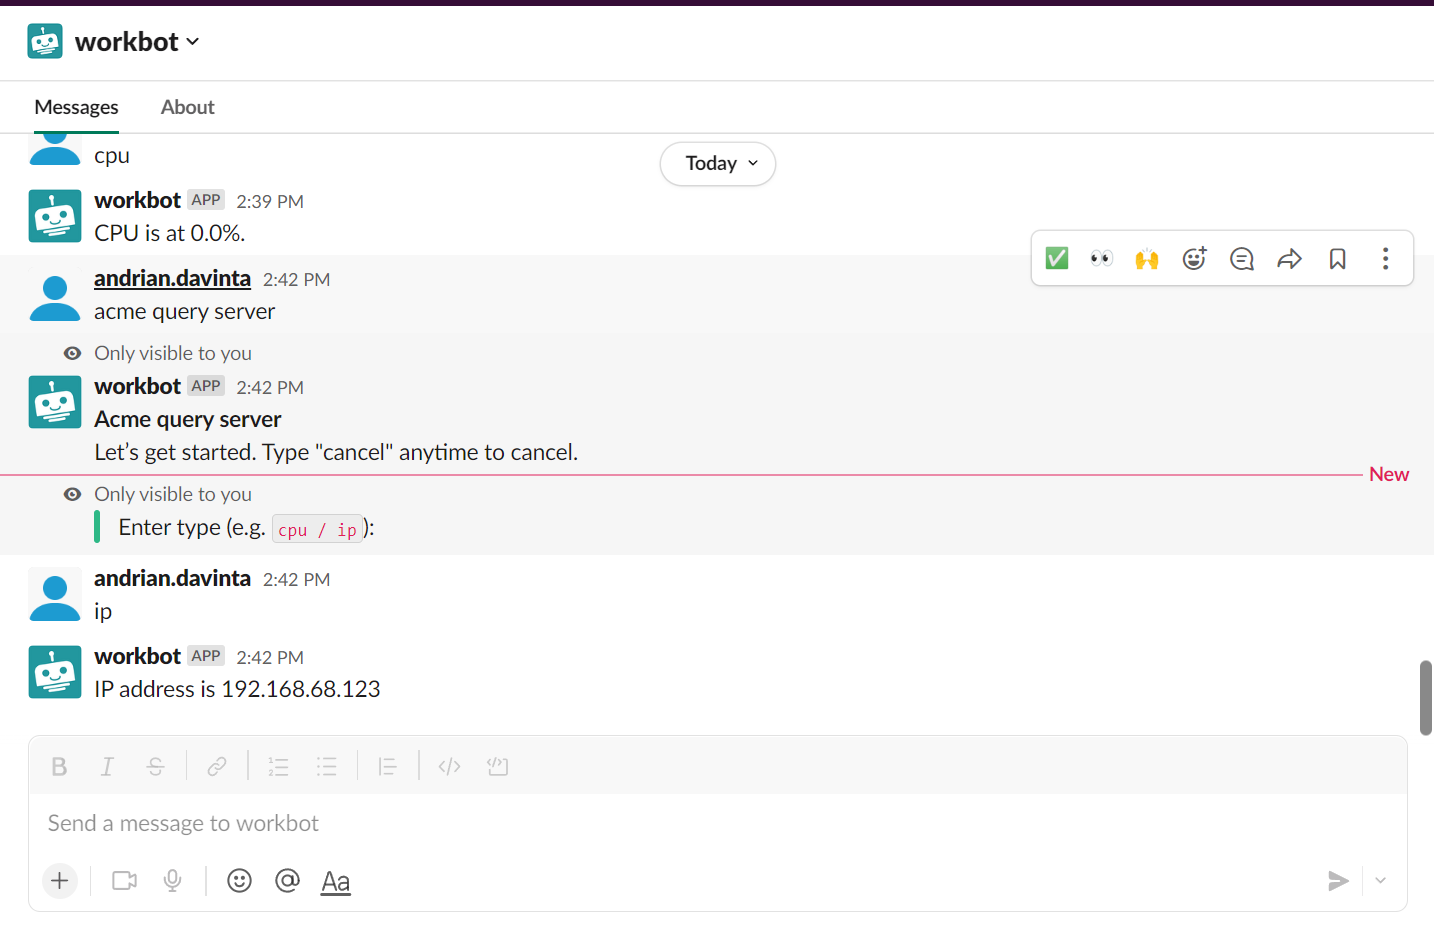 workbot
Messages About
cpu
Today
workbot APP 2:39 PM
CPU is at 0.0%.
andrian.davinta 2:42 PM
acme query server
Only visible to you
workbot APP 2:42 PM
Acme query server
Let’s get started. Type "cancel" anytime to cancel.
New
Only visible to you
Enter type (e.g. cpu / ip):
andrian.davinta 2:42 PM
ip
workbot APP 2:42 PM
IP address is 192.168.68.123
Send a message to workbot
Aa